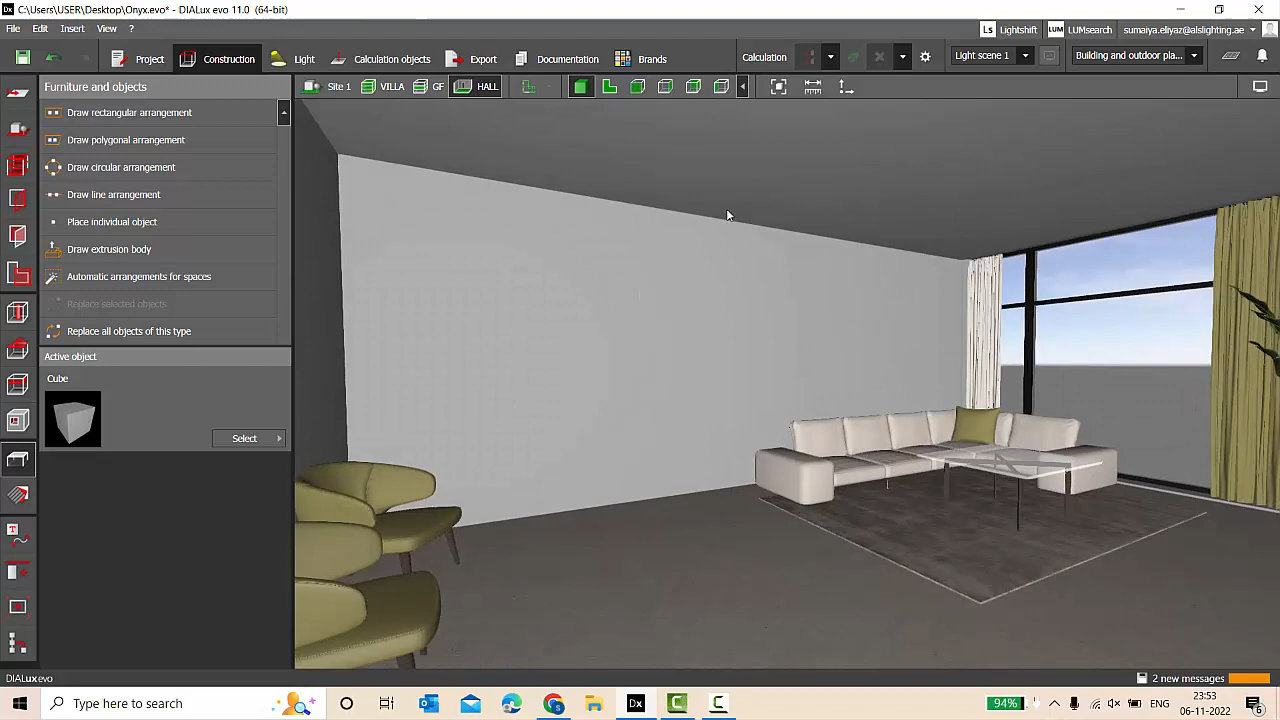 C:\Users\USER\Desktop\Onyx.evo* - DIALux evo 11.0 (64-bit)
File Edit Insert View ?
Ls Lightshift LUM LUMsearch sumaiya.eliyaz@alslighting.ae
Project Construction Light Calculation objects Export Documentation Brands Calculation Light scene 1 Building and outdoor pla...
Furniture and objects
Site 1 VILLA GF HALL
Draw rectangular arrangement
Draw polygonal arrangement
Draw circular arrangement
Draw line arrangement
Place individual object
Draw extrusion body
Automatic arrangements for spaces
Replace selected objects
Replace all objects of this type
Active object
Cube
Select
DIALux evo
2 new messages
Type here to search
Dx
94%
ENG
23:53
06-11-2022
6